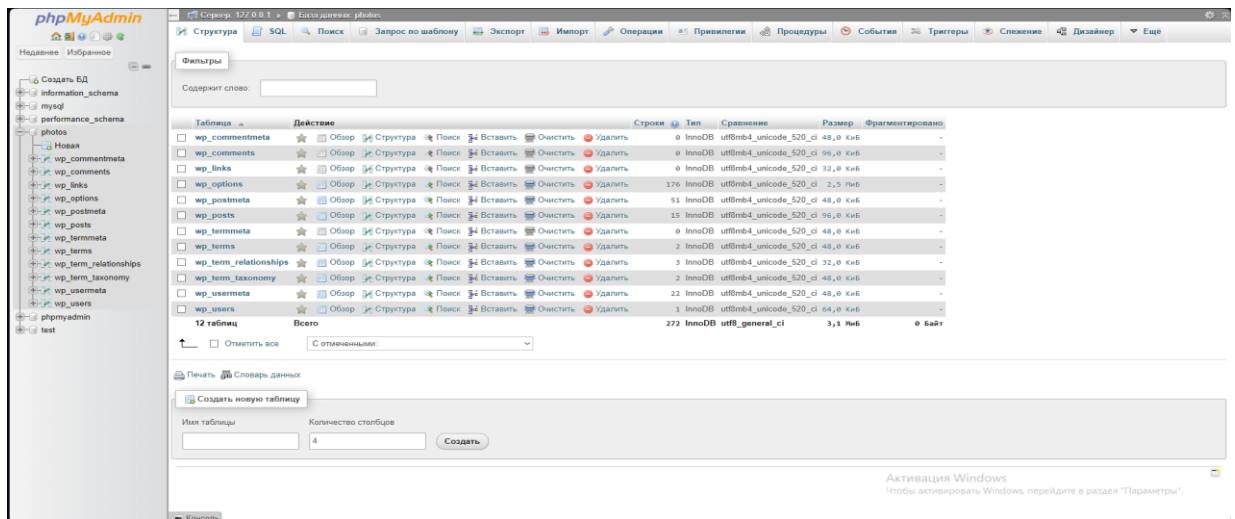 phpMyAdmin
Недавнее Избранное
Создать БД
information_schema
mysql
performance_schema
photos
Новая
wp_commentmeta
wp_comments
wp_links
wp_options
wp_postmeta
wp_posts
wp_termmeta
wp_terms
wp_term_relationships
wp_term_taxonomy
wp_usermeta
wp_users
phpmyadmin
test
Сервер: 127.0.0.1 » База данных: photos
Структура SQL Поиск Запрос по шаблону Экспорт Импорт Операции Привилегии Процедуры События Триггеры Слежение Дизайнер Ещё
Фильтры
Содержит слово:
Таблица Действие Строки Тип Сравнение Размер Фрагментировано
wp_commentmeta Обзор Структура Поиск Вставить Очистить Удалить 0 InnoDB utf8mb4_unicode_520_ci 48,0 КиБ -
wp_comments Обзор Структура Поиск Вставить Очистить Удалить 0 InnoDB utf8mb4_unicode_520_ci 96,0 КиБ -
wp_links Обзор Структура Поиск Вставить Очистить Удалить 0 InnoDB utf8mb4_unicode_520_ci 32,0 КиБ -
wp_options Обзор Структура Поиск Вставить Очистить Удалить 176 InnoDB utf8mb4_unicode_520_ci 2,5 МиБ -
wp_postmeta Обзор Структура Поиск Вставить Очистить Удалить 51 InnoDB utf8mb4_unicode_520_ci 48,0 КиБ -
wp_posts Обзор Структура Поиск Вставить Очистить Удалить 15 InnoDB utf8mb4_unicode_520_ci 96,0 КиБ -
wp_termmeta Обзор Структура Поиск Вставить Очистить Удалить 0 InnoDB utf8mb4_unicode_520_ci 48,0 КиБ -
wp_terms Обзор Структура Поиск Вставить Очистить Удалить 2 InnoDB utf8mb4_unicode_520_ci 48,0 КиБ -
wp_term_relationships Обзор Структура Поиск Вставить Очистить Удалить 3 InnoDB utf8mb4_unicode_520_ci 32,0 КиБ -
wp_term_taxonomy Обзор Структура Поиск Вставить Очистить Удалить 2 InnoDB utf8mb4_unicode_520_ci 48,0 КиБ -
wp_usermeta Обзор Структура Поиск Вставить Очистить Удалить 22 InnoDB utf8mb4_unicode_520_ci 48,0 КиБ -
wp_users Обзор Структура Поиск Вставить Очистить Удалить 1 InnoDB utf8mb4_unicode_520_ci 64,0 КиБ -
12 таблиц Всего 272 InnoDB utf8_general_ci 3,1 МиБ 0 Байт
Отметить все С отмеченными:
Печать Словарь данных
Создать новую таблицу
Имя таблицы Количество столбцов
4 Создать
Активация Windows
Чтобы активировать Windows, перейдите в раздел "Параметры".
Консоль